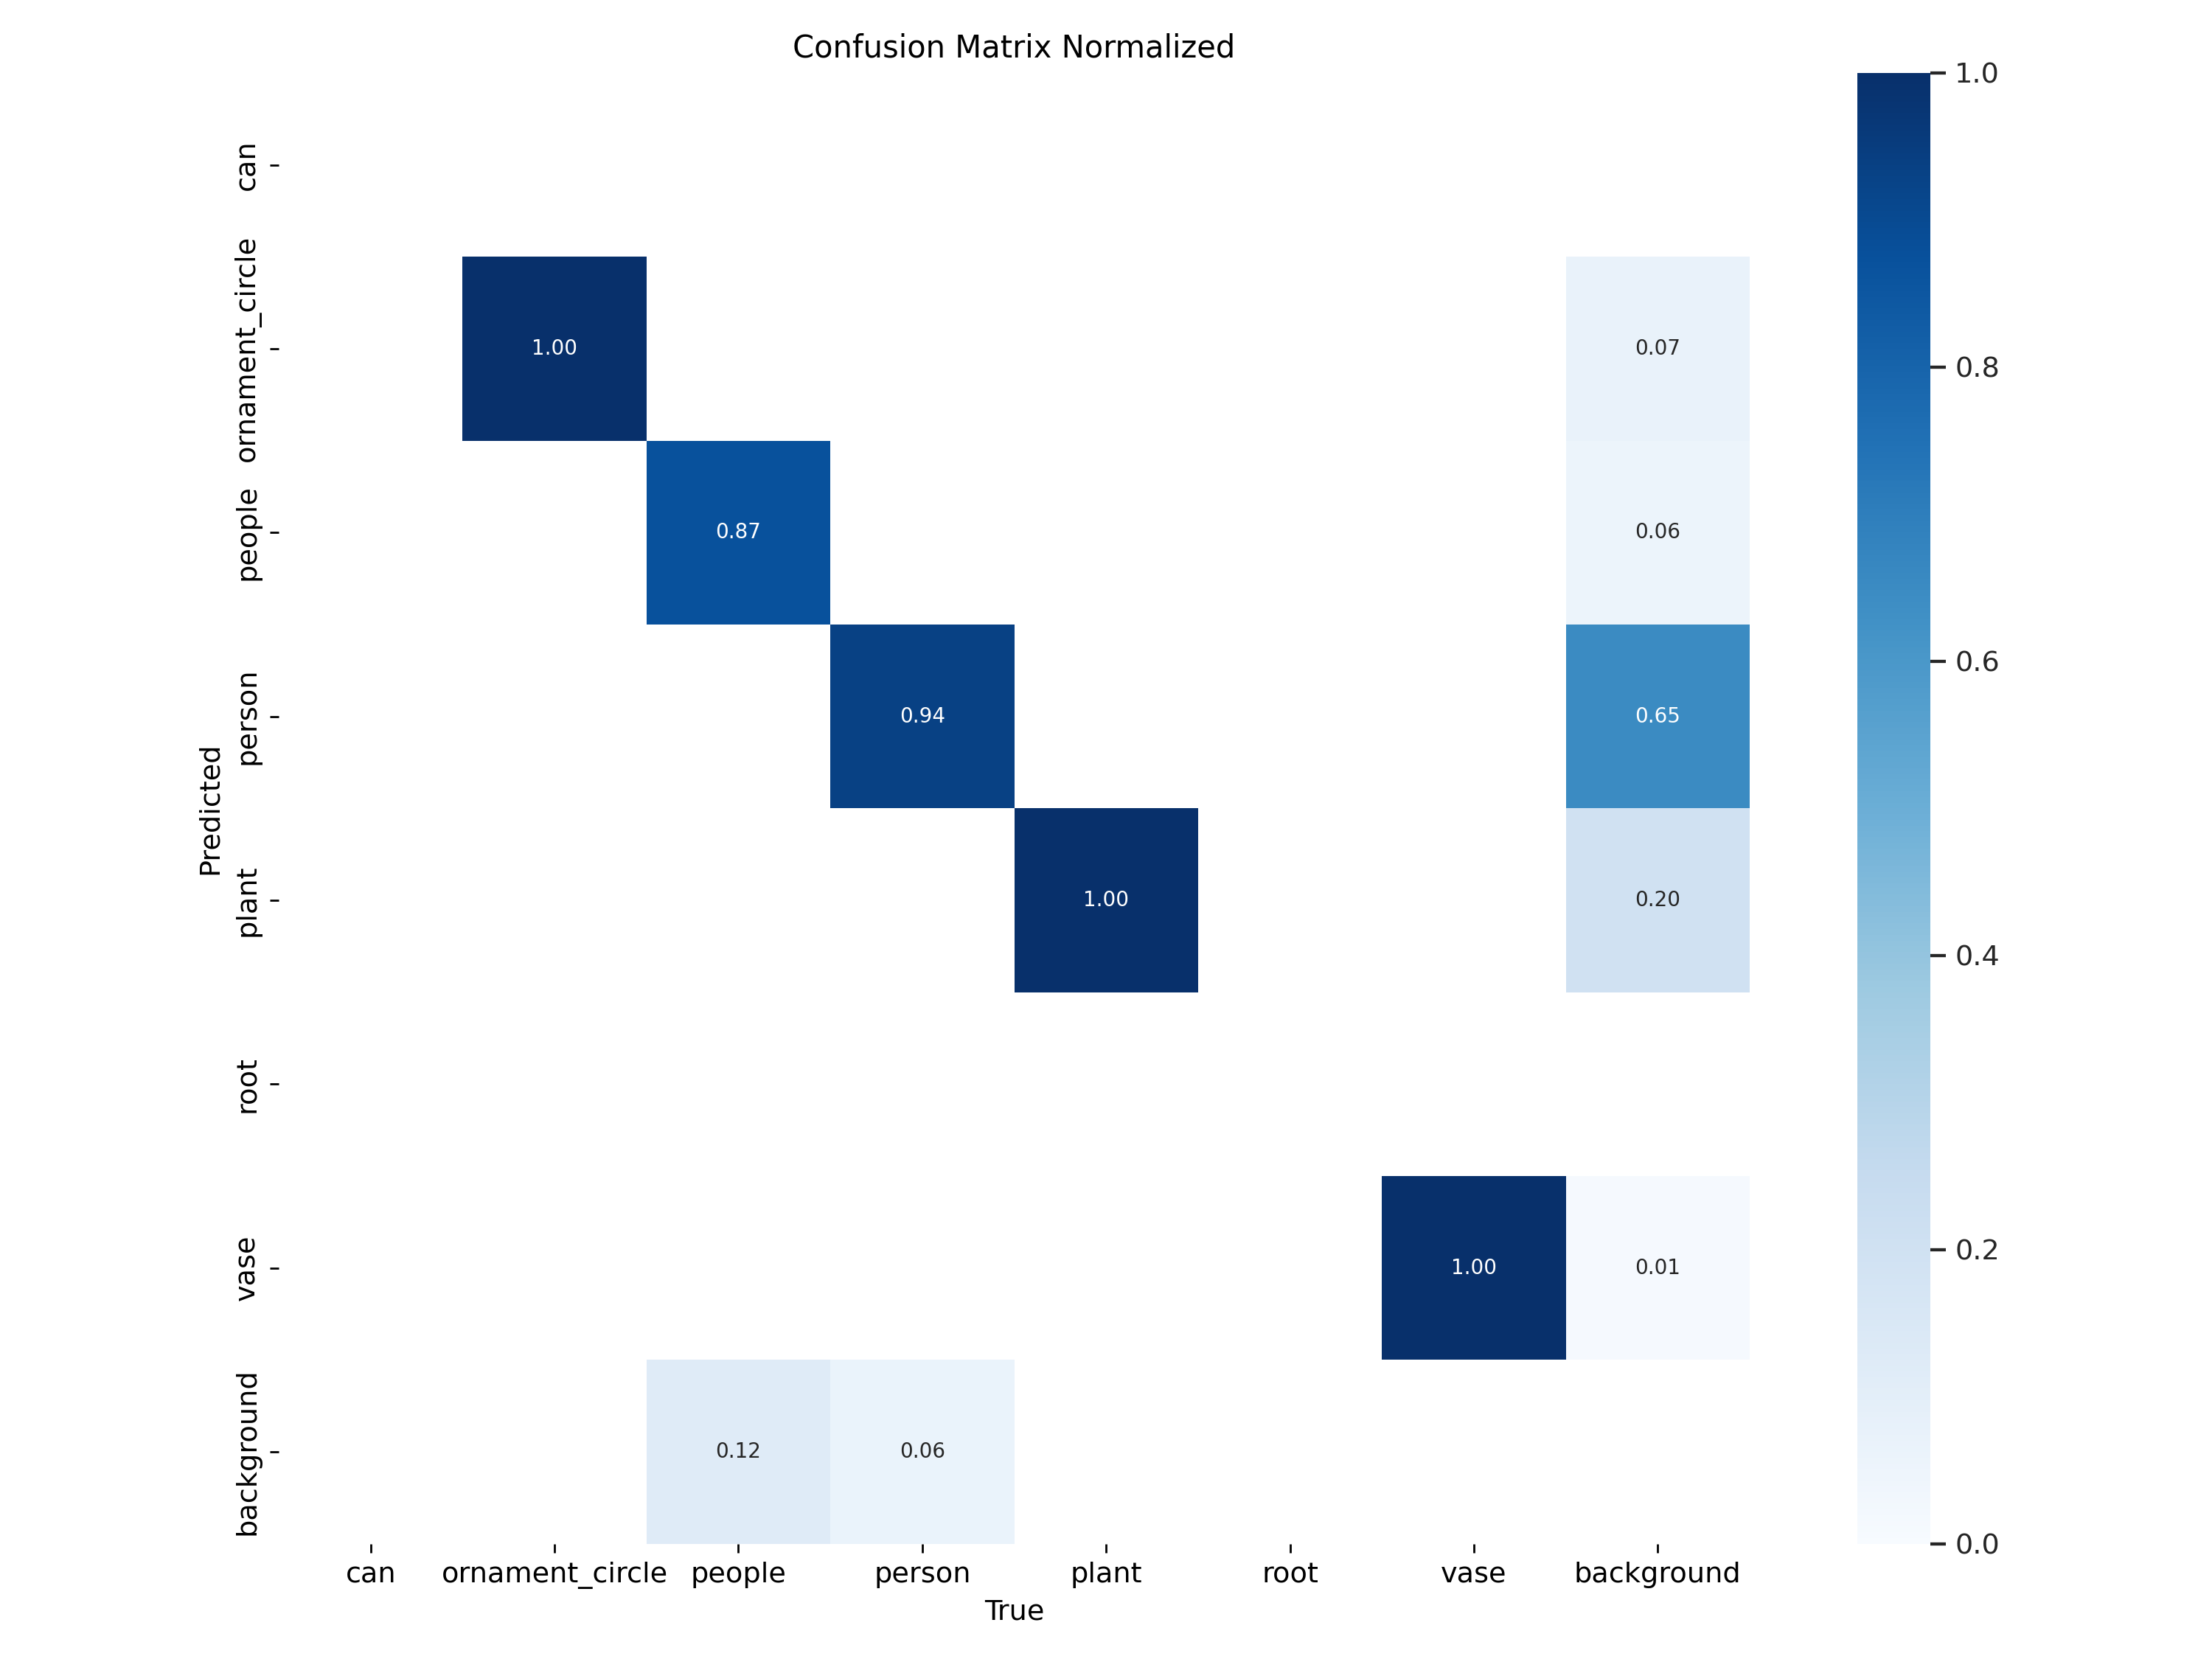 Confusion Matrix Normalized
1.0
can
ornament_circle
1.00
0.07
0.8
people
0.87
0.06
0.6
person
0.94
0.65
Predicted
plant
1.00
0.20
0.4
root
vase
1.00
0.01
0.2
background
0.12
0.06
0.0
can ornament_circle people person plant root vase background
True